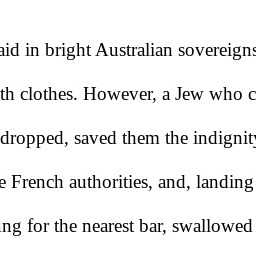 aid in bright Australian sovereigns
th clothes. However, a Jew who c
dropped, saved them the indignity
e French authorities, and, landing
ng for the nearest bar, swallowed